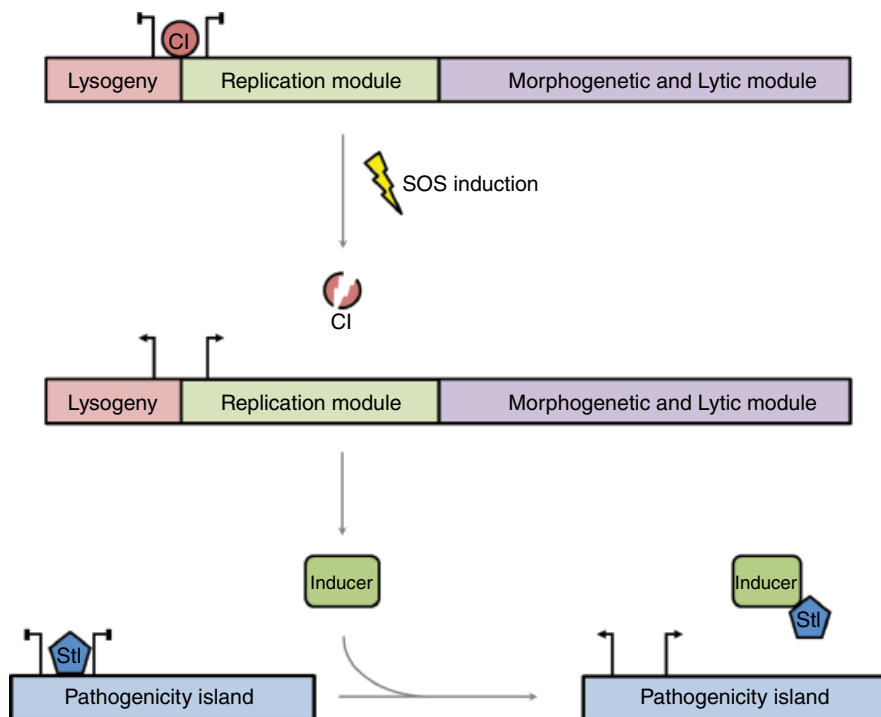 CI
Lysogeny Replication module Morphogenetic and Lytic module
SOS induction
CI
Lysogeny Replication module Morphogenetic and Lytic module
Inducer
Inducer
Stl
Stl
Pathogenicity island
Pathogenicity island